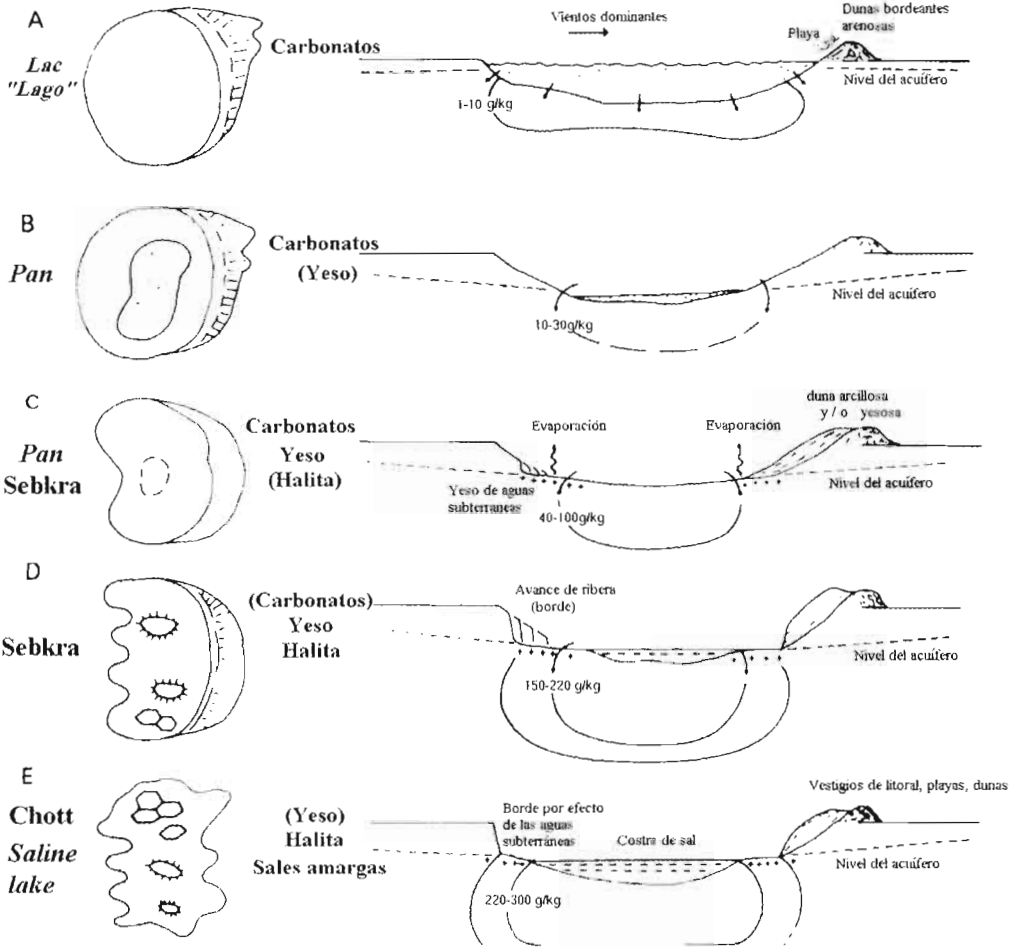 A
Lac
"Lago"
Carbonatos
Vientos dominantes
Dunas bordeantes
arenosas
Playa
Nivel del acuífero
1-10 g/kg
B
Pan
Carbonatos
(Yeso)
Nivel del acuífero
10-30g/kg
C
Pan
Sebkra
Carbonatos
Yeso
(Halita)
Evaporación
Evaporación
duna arcillosa
y / o yesosa
Yeso de aguas
subterraneas
40-100g/kg
Nivel del acuífero
D
Sebkra
(Carbonatos)
Yeso
Halita
Avance de ribera
(borde)
Nivel del acuífero
150-220 g/kg
E
Chott
Saline
lake
(Yeso)
Halita
Sales amargas
Borde por efecto
de las aguas
subterráneas
Costra de sal
Vestigios de litoral, playas, dunas
Nivel del acuífero
220-300 g/kg